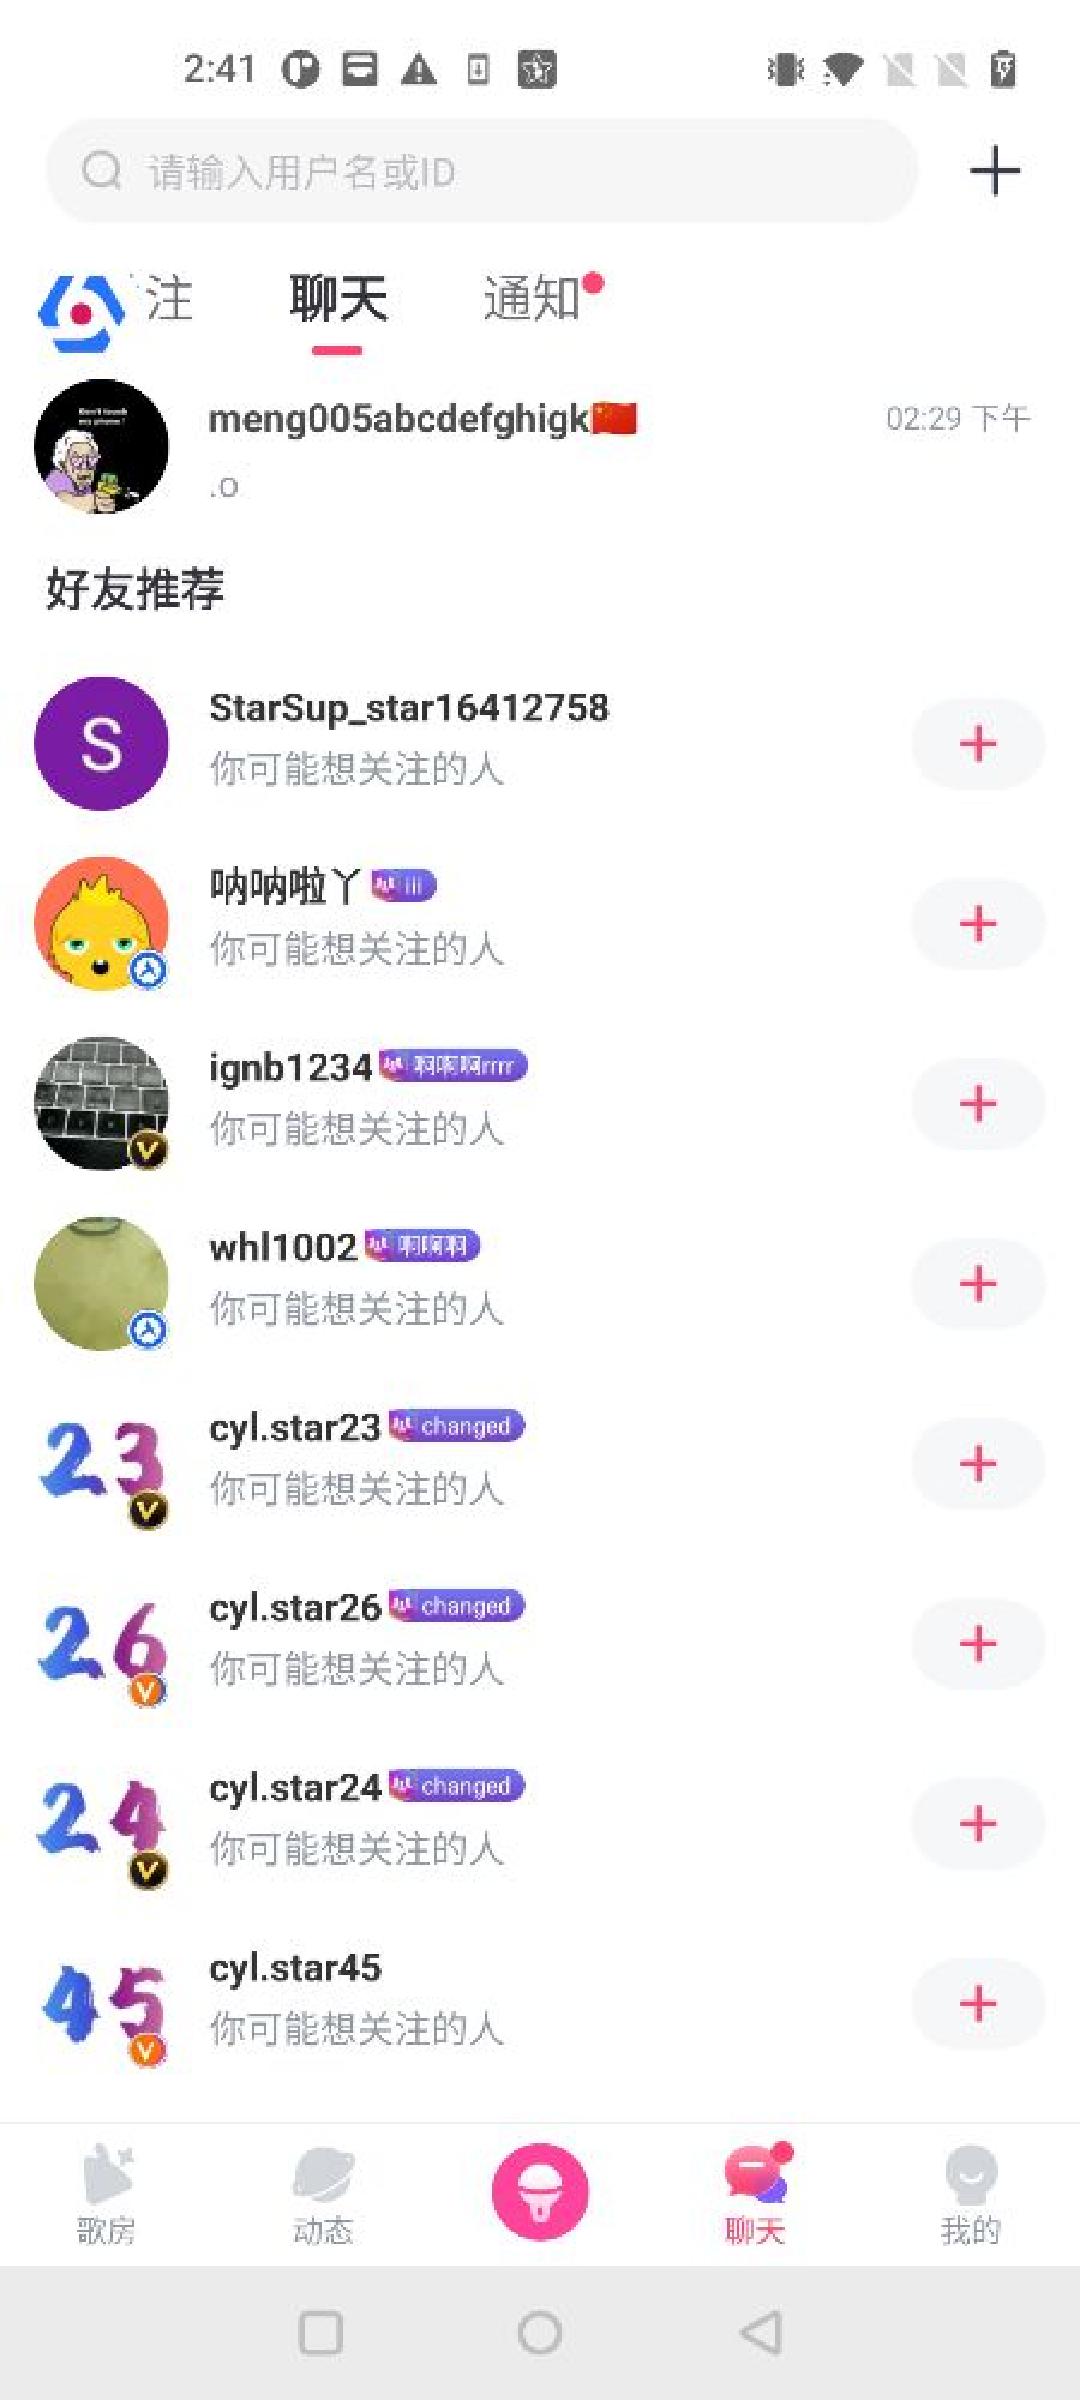 2:41
请输入用户名或ID
注
聊天
通知
meng005abcdefghigk🇨🇳
02:29 下午
.o
好友推荐
S
StarSup_star16412758
你可能想关注的人
呐呐啦丫 iii
你可能想关注的人
ignb1234 啊啊啊rrrr
你可能想关注的人
whl1002 啊啊啊
你可能想关注的人
23
cyl.star23 changed
你可能想关注的人
26
cyl.star26 changed
你可能想关注的人
24
cyl.star24 changed
你可能想关注的人
45
cyl.star45
你可能想关注的人
歌房
动态
聊天
我的